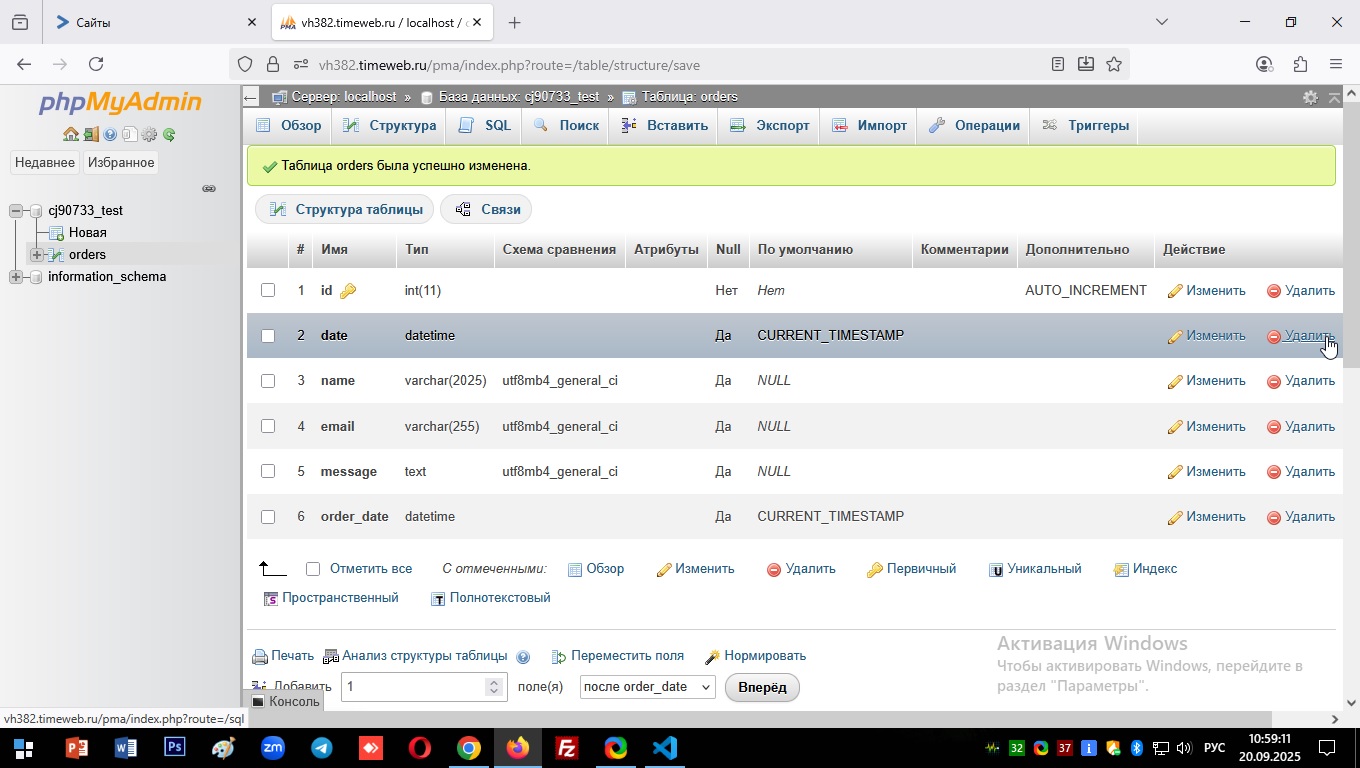 Сайты
vh382.timeweb.ru / localhost / c
vh382.timeweb.ru/pma/index.php?route=/table/structure/save
phpMyAdmin
Недавнее Избранное
cj90733_test
Новая
orders
information_schema
Сервер: localhost » База данных: cj90733_test » Таблица: orders
Обзор Структура SQL Поиск Вставить Экспорт Импорт Операции Триггеры
Таблица orders была успешно изменена.
Структура таблицы Связи
# Имя Тип Схема сравнения Атрибуты Null По умолчанию Комментарии Дополнительно Действие
1 id int(11) Нет Нет AUTO_INCREMENT Изменить Удалить
2 date datetime Да CURRENT_TIMESTAMP Изменить Удалить
3 name varchar(2025) utf8mb4_general_ci Да NULL Изменить Удалить
4 email varchar(255) utf8mb4_general_ci Да NULL Изменить Удалить
5 message text utf8mb4_general_ci Да NULL Изменить Удалить
6 order_date datetime Да CURRENT_TIMESTAMP Изменить Удалить
Отметить все С отмеченными: Обзор Изменить Удалить Первичный Уникальный Индекс
Пространственный Полнотекстовый
Печать Анализ структуры таблицы Переместить поля Нормировать
Добавить 1 поле(я) после order_date Вперёд
Консоль
Активация Windows
Чтобы активировать Windows, перейдите в
раздел "Параметры".
vh382.timeweb.ru/pma/index.php?route=/sql
32 37 РУС 10:59:11
20.09.2025